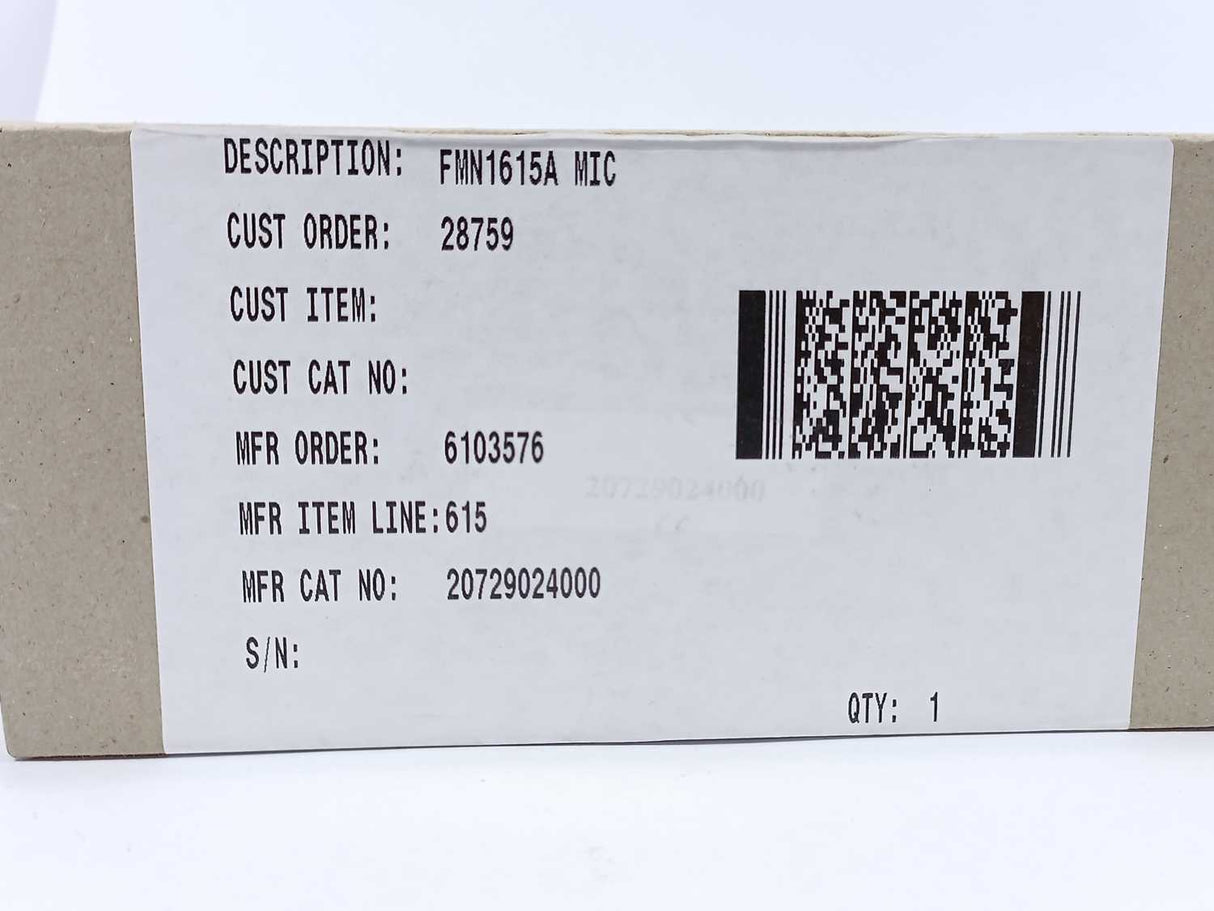 DESCRIPTION: FMN1615A MIC
CUST ORDER: 28759
CUST ITEM:
CUST CAT NO:
MFR ORDER: 6103576
20729024000
MFR ITEM LINE: 615
MFR CAT NO: 20729024000
S/N:
QTY: 1